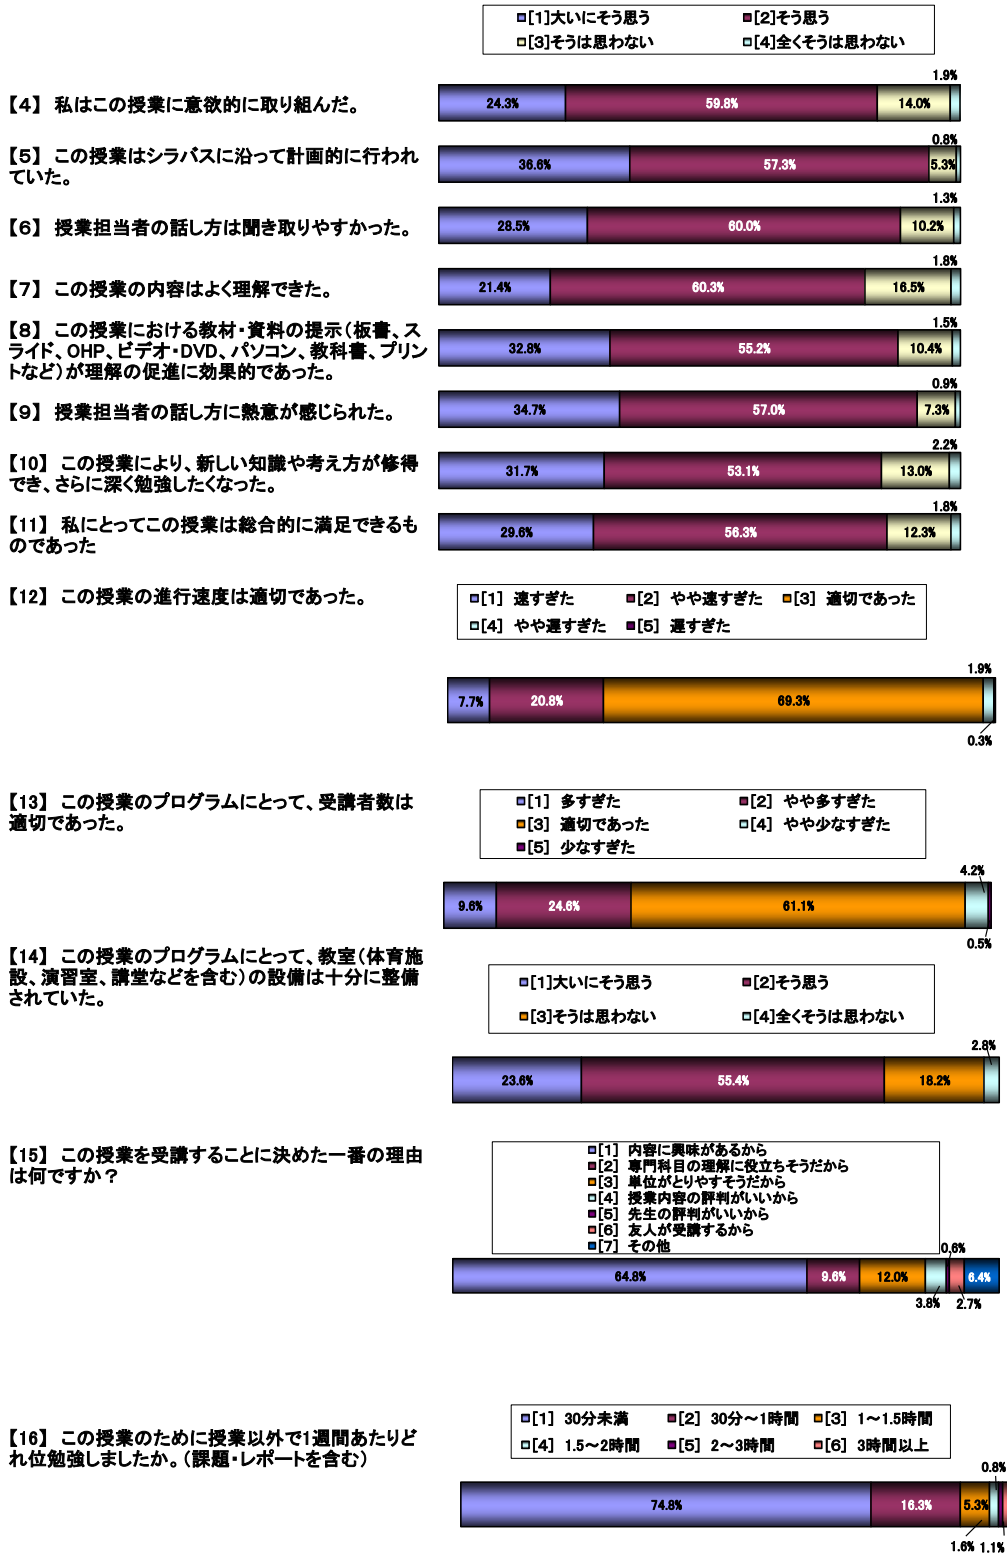 [1]大いにそう思う [2]そう思う
[3]そうは思わない [4]全くそうは思わない
1.9%
【4】 私はこの授業に意欲的に取り組んだ。
24.3% 59.8% 14.0%
0.8%
【5】 この授業はシラバスに沿って計画的に行われ
ていた。
36.6% 57.3% 5.3%
1.3%
【6】 授業担当者の話し方は聞き取りやすかった。
28.5% 60.0% 10.2%
1.8%
【7】 この授業の内容はよく理解できた。
21.4% 60.3% 16.5%
1.5%
【8】 この授業における教材・資料の提示(板書、ス
ライド、OHP、ビデオ・DVD、パソコン、教科書、プリン
トなど)が理解の促進に効果的であった。
32.8% 55.2% 10.4%
0.9%
【9】 授業担当者の話し方に熱意が感じられた。
34.7% 57.0% 7.3%
2.2%
【10】 この授業により、新しい知識や考え方が修得
でき、さらに深く勉強したくなった。
31.7% 53.1% 13.0%
1.8%
【11】 私にとってこの授業は総合的に満足できるも
のであった
29.6% 56.3% 12.3%
【12】 この授業の進行速度は適切であった。
[1] 速すぎた [2] やや速すぎた [3] 適切であった
[4] やや遅すぎた [5] 遅すぎた
1.9%
7.7% 20.8% 69.3%
0.3%
【13】 この授業のプログラムにとって、受講者数は
適切であった。
[1] 多すぎた [2] やや多すぎた
[3] 適切であった [4] やや少なすぎた
[5] 少なすぎた
4.2%
9.6% 24.6% 61.1%
0.5%
【14】 この授業のプログラムにとって、教室(体育施
設、演習室、講堂などを含む)の設備は十分に整備
されていた。
[1]大いにそう思う [2]そう思う
[3]そうは思わない [4]全くそうは思わない
2.8%
23.6% 55.4% 18.2%
【15】 この授業を受講することに決めた一番の理由
は何ですか?
[1] 内容に興味があるから
[2] 専門科目の理解に役立ちそうだから
[3] 単位がとりやすそうだから
[4] 授業内容の評判がいいから
[5] 先生の評判がいいから
[6] 友人が受講するから
[7] その他
0.6%
64.8% 9.6% 12.0% 6.4%
3.8% 2.7%
【16】 この授業のために授業以外で1週間あたりど
れ位勉強しましたか。(課題・レポートを含む)
[1] 30分未満 [2] 30分～1時間 [3] 1～1.5時間
[4] 1.5～2時間 [5] 2～3時間 [6] 3時間以上
0.8%
74.8% 16.3% 5.3%
1.6% 1.1%